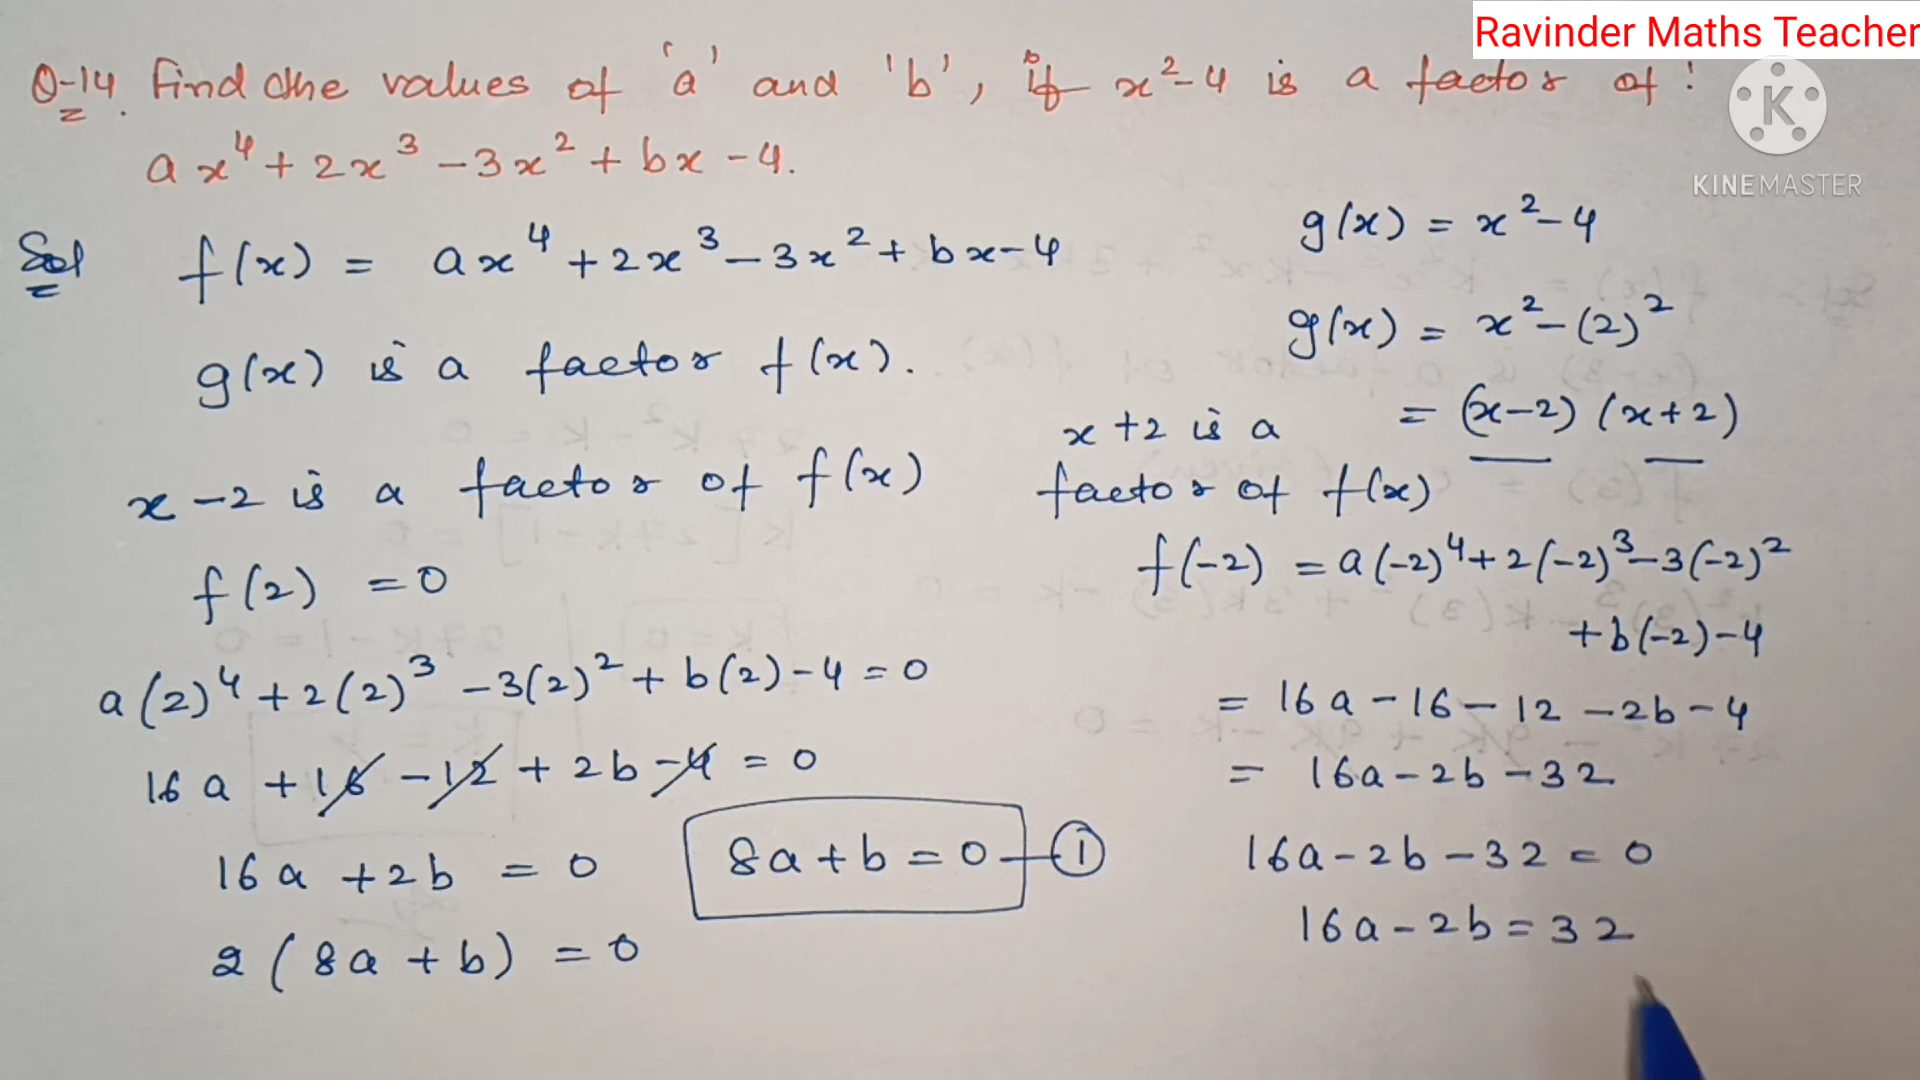 Ravinder Maths Teacher
Q-14. Find the values of 'a' and 'b', if x²-4 is a factor of:
ax⁴ + 2x³ - 3x² + bx - 4.
KINEMASTER
Sol f(x) = ax⁴ + 2x³ - 3x² + bx - 4
g(x) is a factor f(x).
x - 2 is a factor of f(x)
f(2) = 0
a(2)⁴ + 2(2)³ - 3(2)² + b(2) - 4 = 0
16a + 16 - 12 + 2b - 4 = 0
16a + 2b = 0
2(8a + b) = 0
8a + b = 0 — ①
g(x) = x² - 4
g(x) = x² - (2)²
= (x-2) (x+2)
x + 2 is a
factor of f(x)
f(-2) = a(-2)⁴ + 2(-2)³ - 3(-2)²
+ b(-2) - 4
= 16a - 16 - 12 - 2b - 4
= 16a - 2b - 32
16a - 2b - 32 = 0
16a - 2b = 32